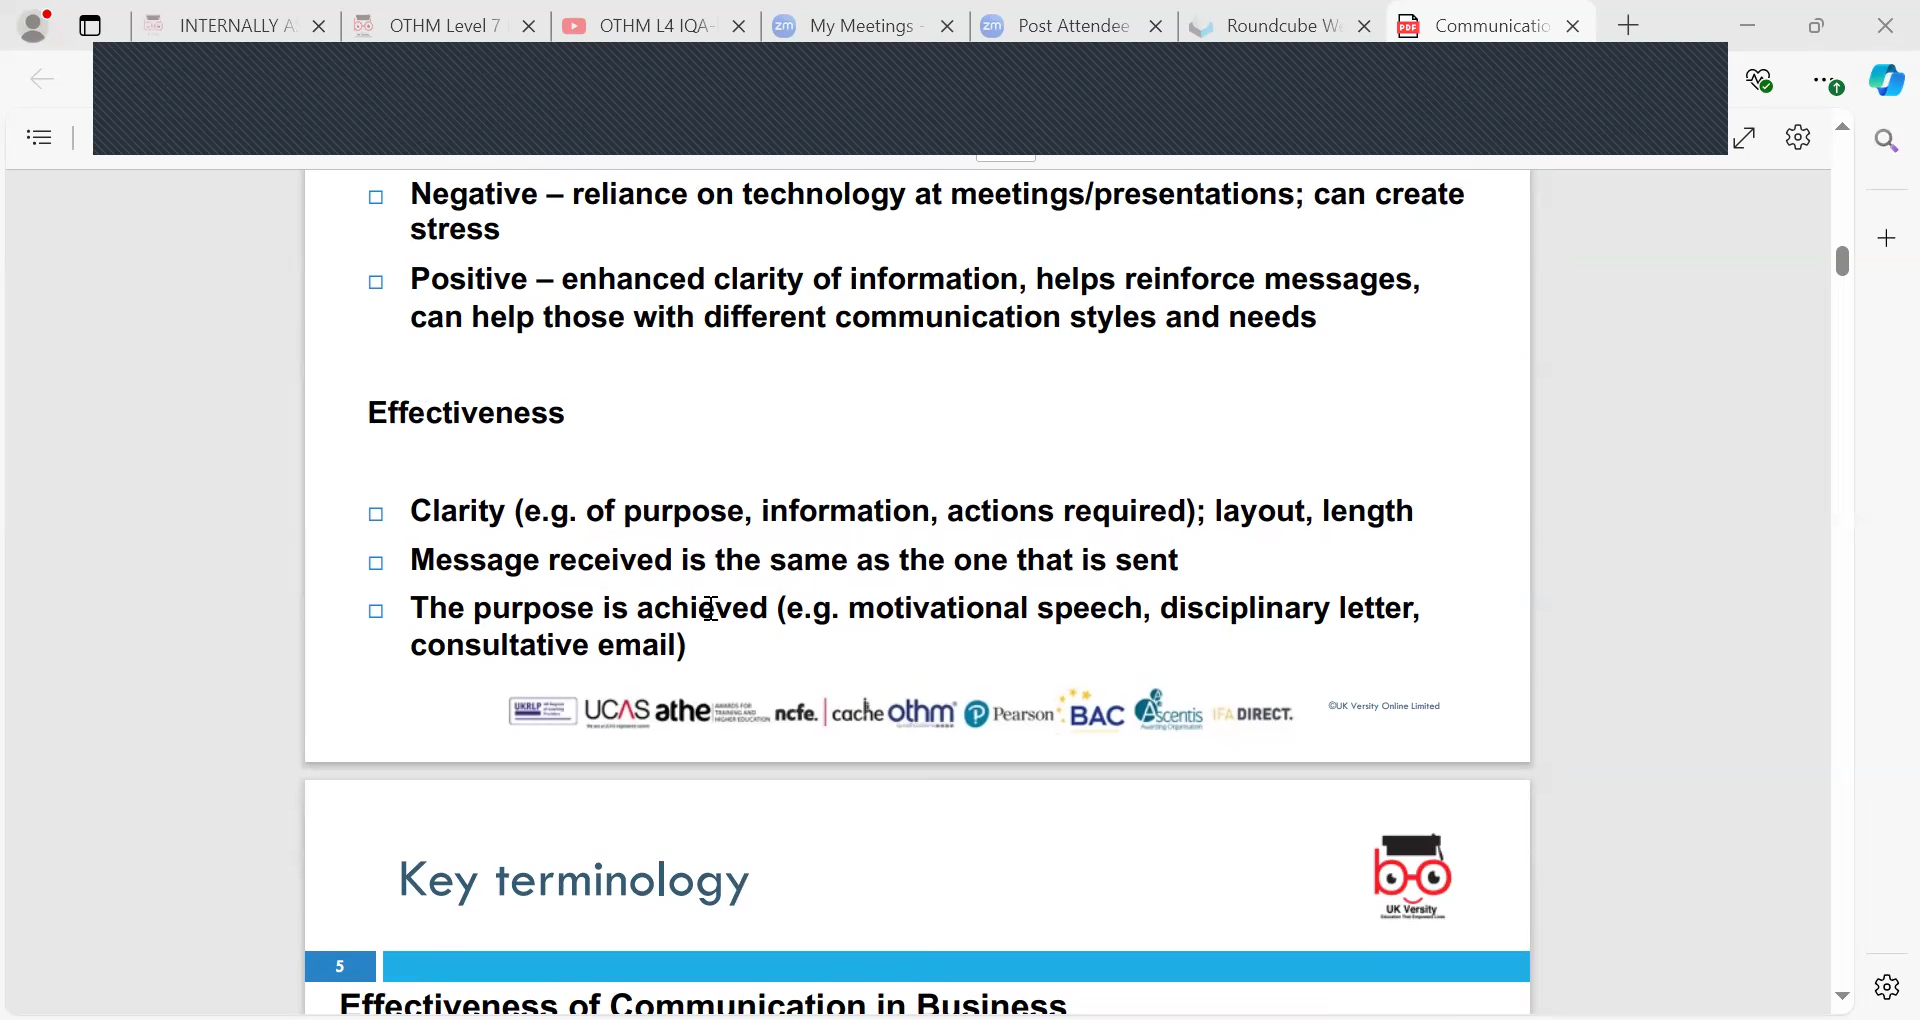 INTERNALLY A
OTHM Level 7
OTHM L4 IQA-
My Meetings -
Post Attendee
Roundcube We
Communicatio
Negative – reliance on technology at meetings/presentations; can create
stress
Positive – enhanced clarity of information, helps reinforce messages,
can help those with different communication styles and needs
Effectiveness
Clarity (e.g. of purpose, information, actions required); layout, length
Message received is the same as the one that is sent
The purpose is achieved (e.g. motivational speech, disciplinary letter,
consultative email)
UKRLP UCAS athe AWARDS FOR TRAINING AND HIGHER EDUCATION ncfe. cache othm Pearson BAC Ascentis IFA DIRECT. ©UK Versity Online Limited
Key terminology
UK Versity
5
Effectiveness of Communication in Business